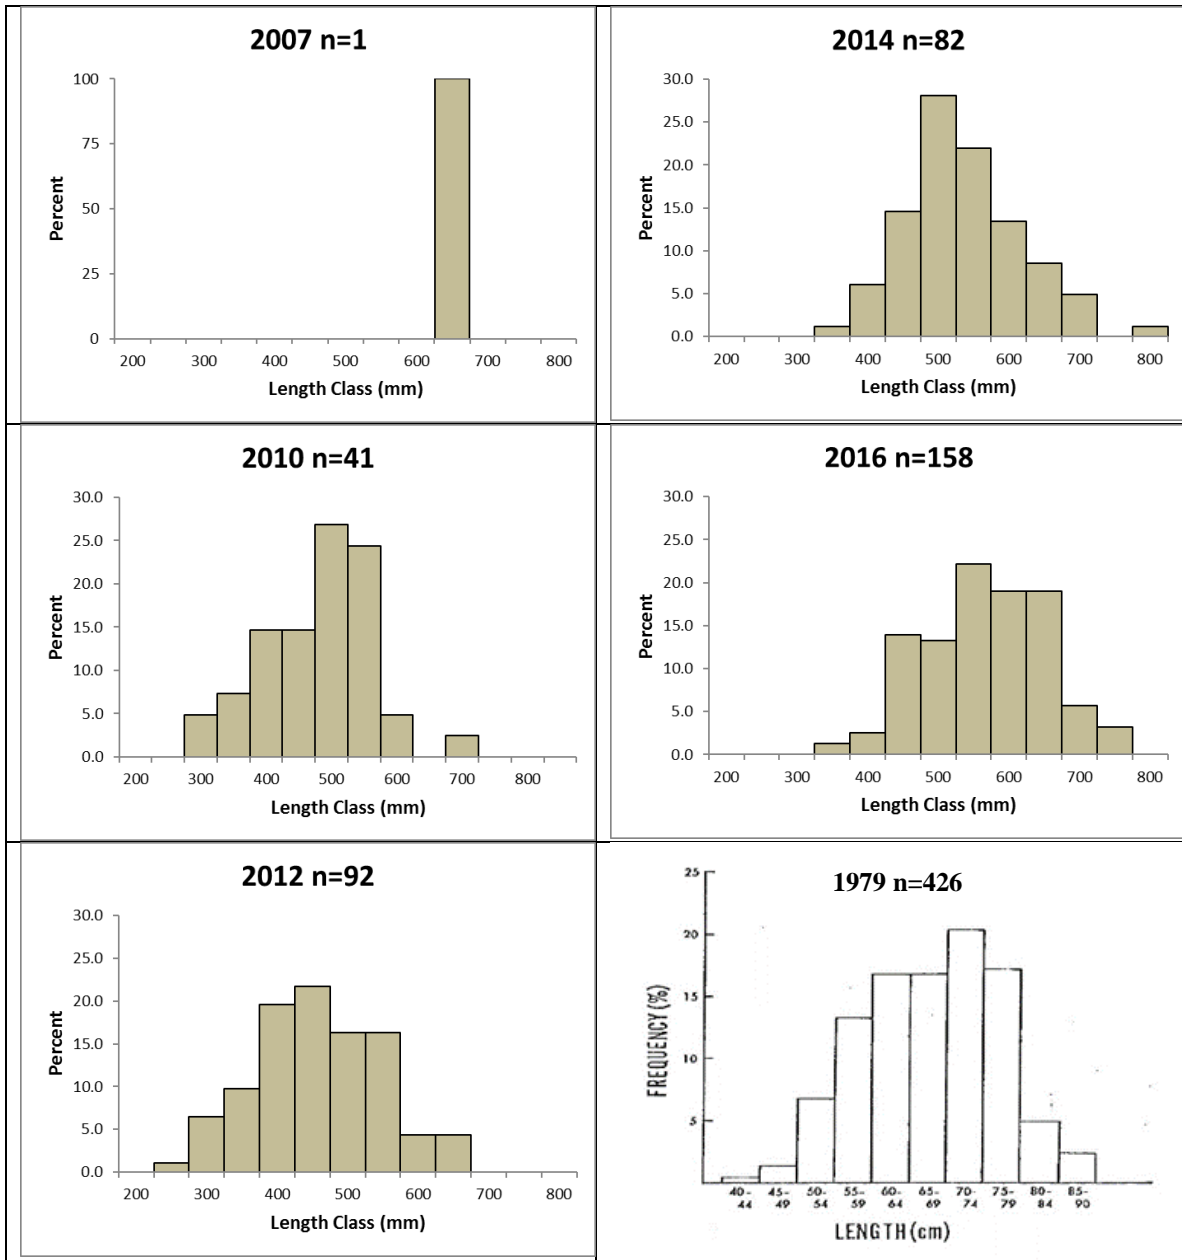 2007 n=1
100
75
50
25
0
Percent
200 300 400 500 600 700 800
Length Class (mm)
2014 n=82
30.0
25.0
20.0
15.0
10.0
5.0
0.0
Percent
200 300 400 500 600 700 800
Length Class (mm)
2010 n=41
30.0
25.0
20.0
15.0
10.0
5.0
0.0
Percent
200 300 400 500 600 700 800
Length Class (mm)
2016 n=158
30.0
25.0
20.0
15.0
10.0
5.0
0.0
Percent
200 300 400 500 600 700 800
Length Class (mm)
2012 n=92
30.0
25.0
20.0
15.0
10.0
5.0
0.0
Percent
200 300 400 500 600 700 800
Length Class (mm)
1979 n=426
25
20
15
10
5
FREQUENCY (%)
40- 45- 50- 55- 60- 65- 70- 75- 80- 85-
44 49 54 59 64 69 74 79 84 90
LENGTH (cm)